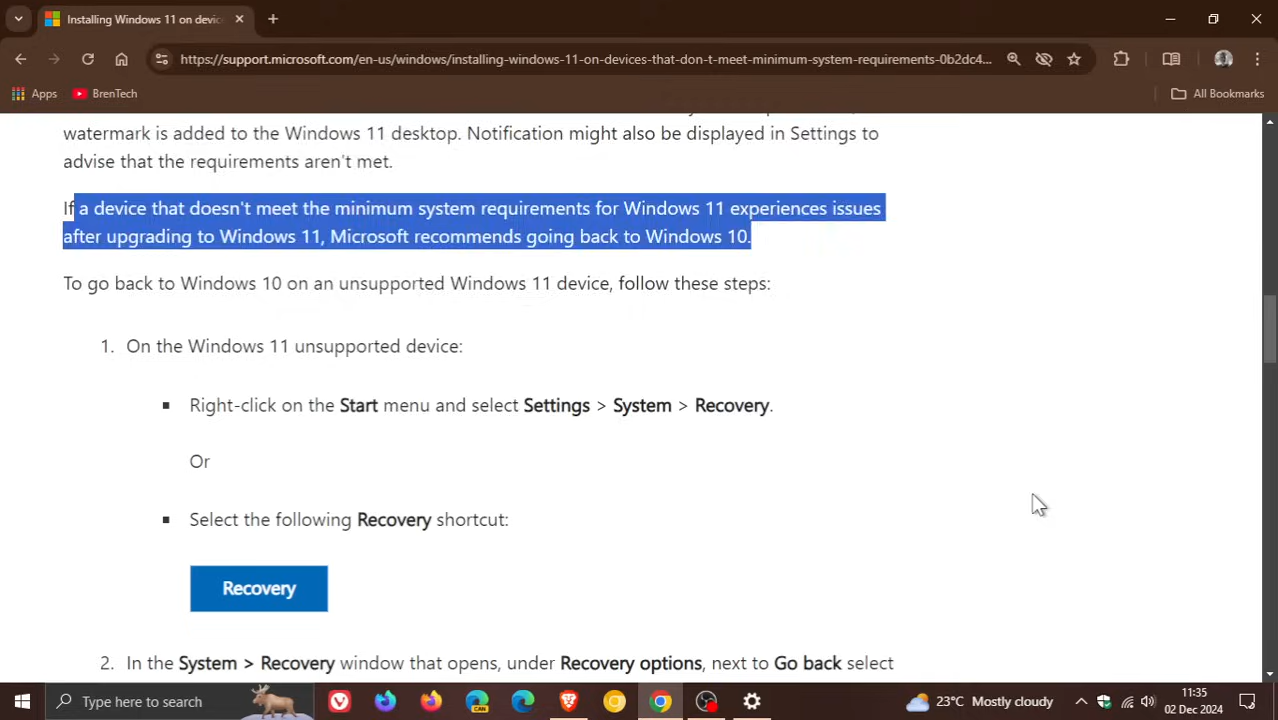 Installing Windows 11 on devic
https://support.microsoft.com/en-us/windows/installing-windows-11-on-devices-that-don-t-meet-minimum-system-requirements-0b2dc4...
Apps
BrenTech
All Bookmarks
watermark is added to the Windows 11 desktop. Notification might also be displayed in Settings to
advise that the requirements aren't met.
If a device that doesn't meet the minimum system requirements for Windows 11 experiences issues
after upgrading to Windows 11, Microsoft recommends going back to Windows 10.
To go back to Windows 10 on an unsupported Windows 11 device, follow these steps:
1. On the Windows 11 unsupported device:
▪ Right-click on the Start menu and select Settings > System > Recovery.
Or
▪ Select the following Recovery shortcut:
Recovery
2. In the System > Recovery window that opens, under Recovery options, next to Go back select
Type here to search
CAN
23°C Mostly cloudy
11:35
02 Dec 2024